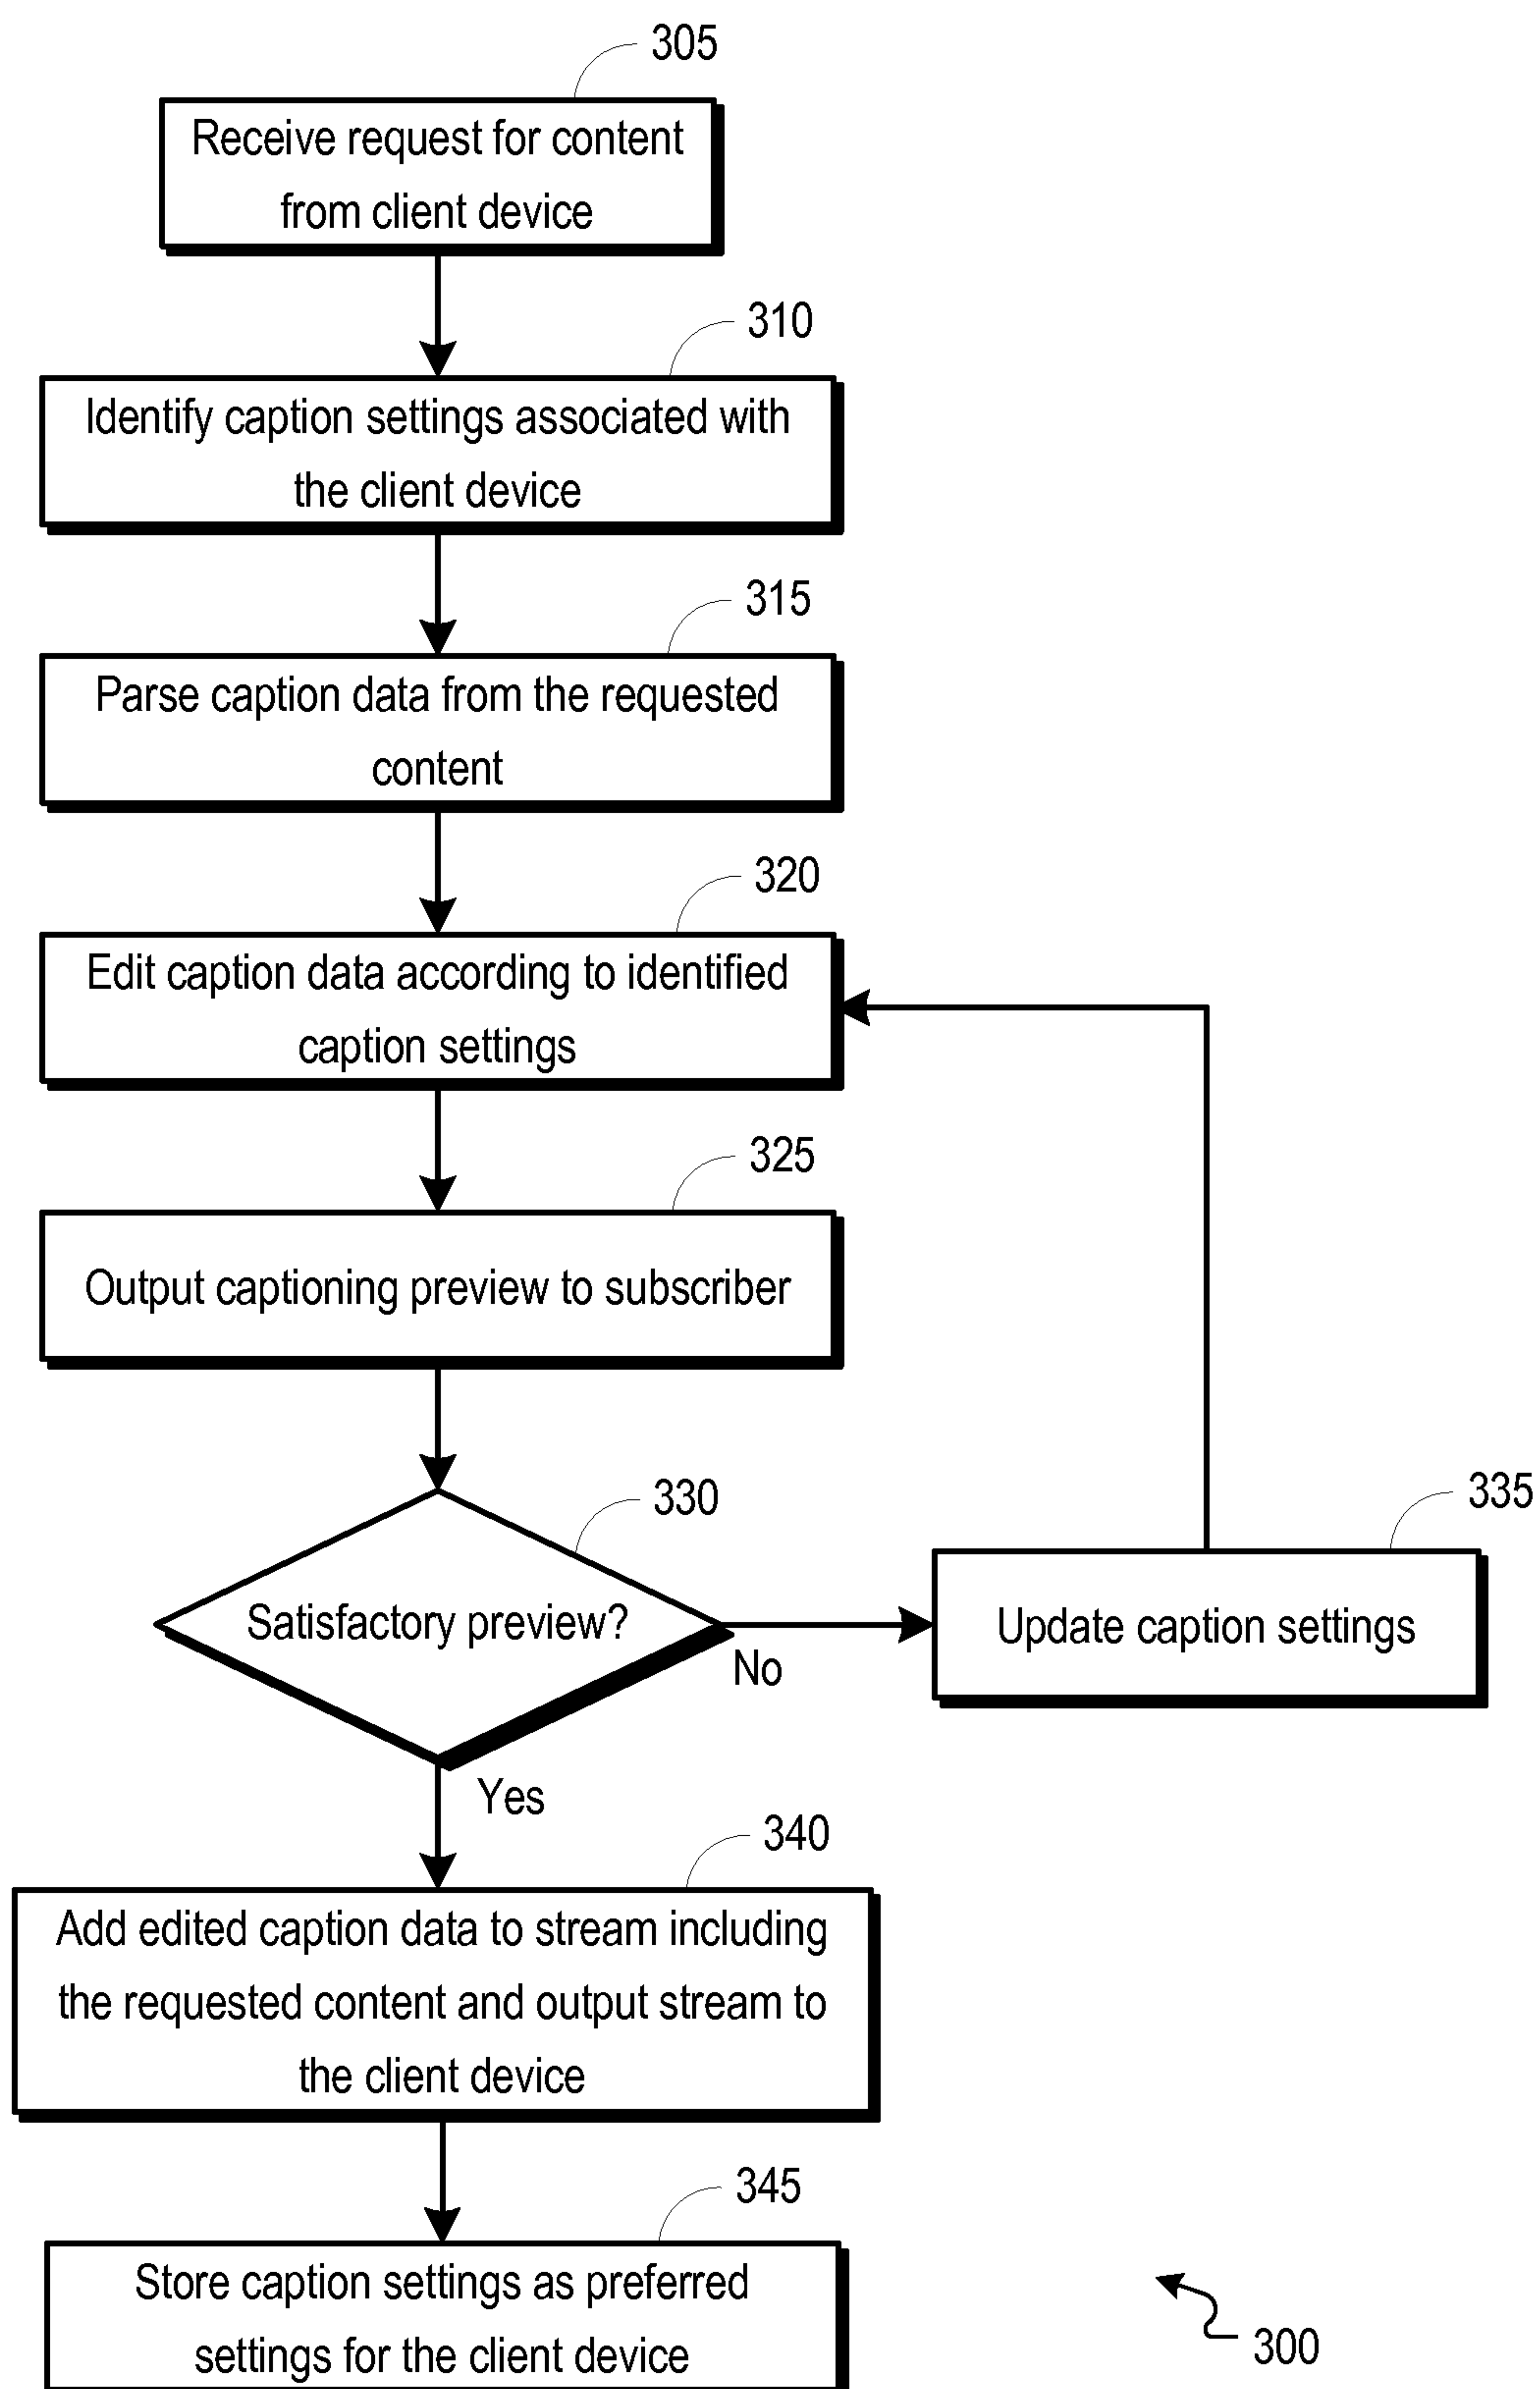 305
Receive request for content
from client device
310
Identify caption settings associated with
the client device
315
Parse caption data from the requested
content
320
Edit caption data according to identified
caption settings
325
Output captioning preview to subscriber
330
Satisfactory preview?
No
335
Update caption settings
Yes
340
Add edited caption data to stream including
the requested content and output stream to
the client device
345
Store caption settings as preferred
settings for the client device
300